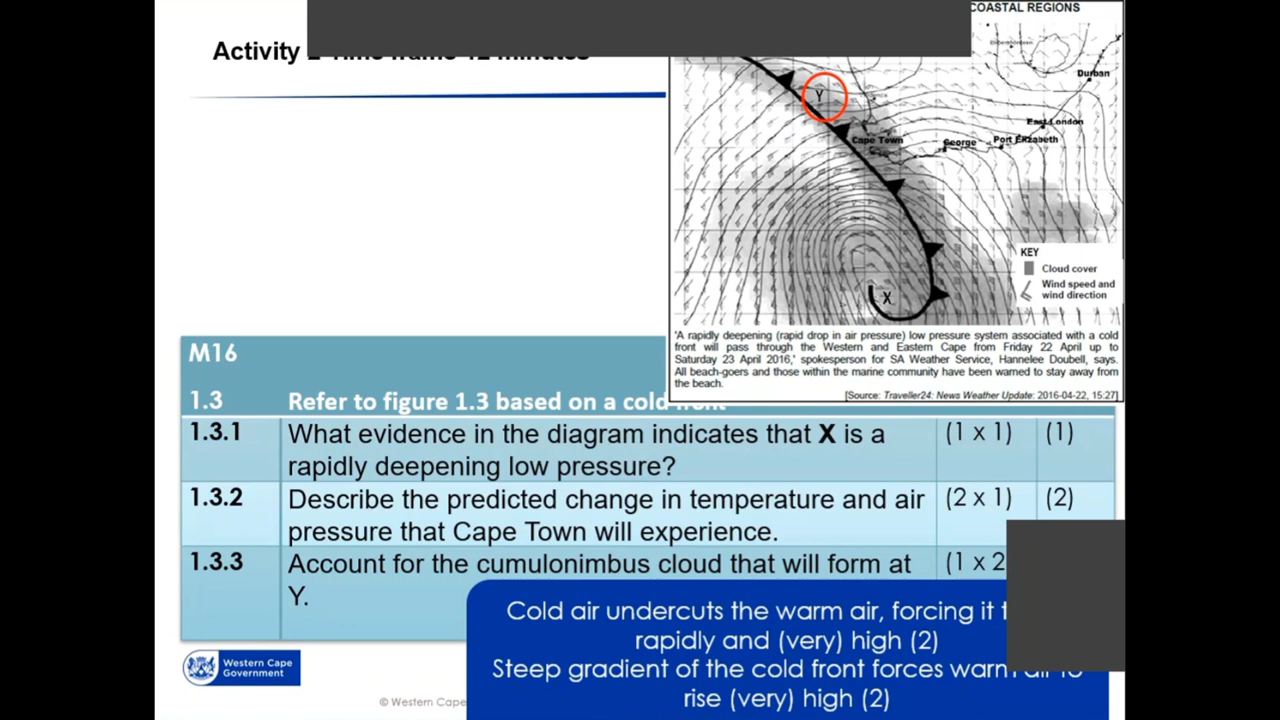 COASTAL REGIONS
Activity
Durban
East London
Cape Town
George
Port Elizabeth
Y
X
KEY
Cloud cover
Wind speed and
wind direction
'A rapidly deepening (rapid drop in air pressure) low pressure system associated with a cold
front will pass through the Western and Eastern Cape from Friday 22 April up to
Saturday 23 April 2016,' spokesperson for SA Weather Service, Hannelee Doubell, says.
All beach-goers and those within the marine community have been warned to stay away from
the beach.
[Source: Traveller24: News Weather Update: 2016-04-22, 15:27]
M16
1.3 Refer to figure 1.3 based on a cold front
1.3.1 What evidence in the diagram indicates that X is a (1 x 1) (1)
rapidly deepening low pressure?
1.3.2 Describe the predicted change in temperature and air (2 x 1) (2)
pressure that Cape Town will experience.
1.3.3 Account for the cumulonimbus cloud that will form at (1 x 2
Y.
Cold air undercuts the warm air, forcing it
rapidly and (very) high (2)
Steep gradient of the cold front forces warm air to
rise (very) high (2)
Western Cape
Government
© Western Cape